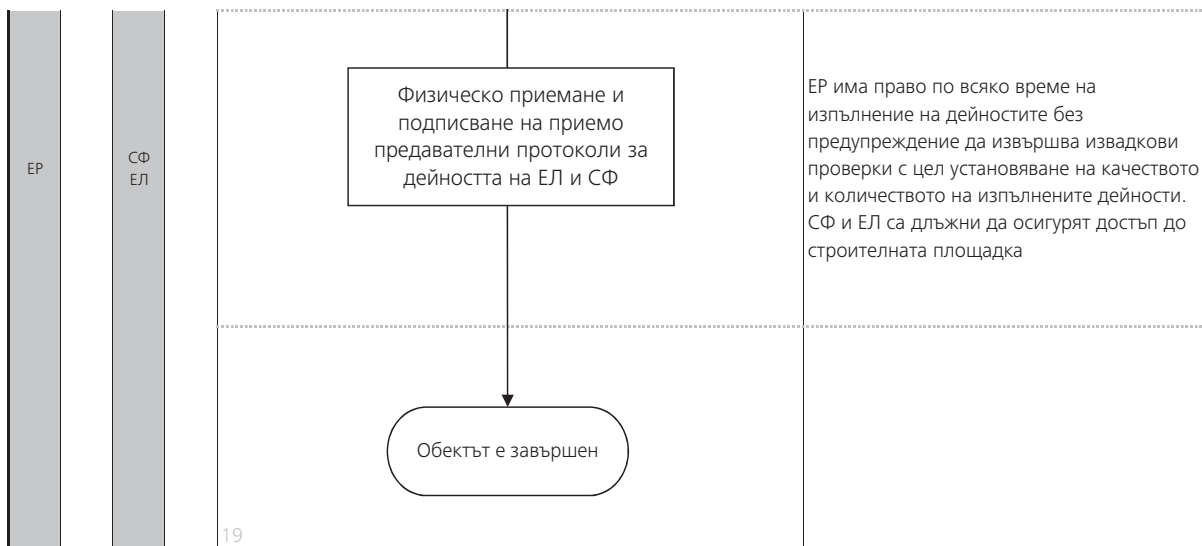 ЕР
СФ
ЕЛ
Физическо приемане и
подписване на приемо
предавателни протоколи за
дейността на ЕЛ и СФ
ЕР има право по всяко време на
изпълнение на дейностите без
предупреждение да извършва извадкови
проверки с цел установяване на качеството
и количеството на изпълнените дейности.
СФ и ЕЛ са длъжни да осигурят достъп до
строителната площадка
Обектът е завършен
19